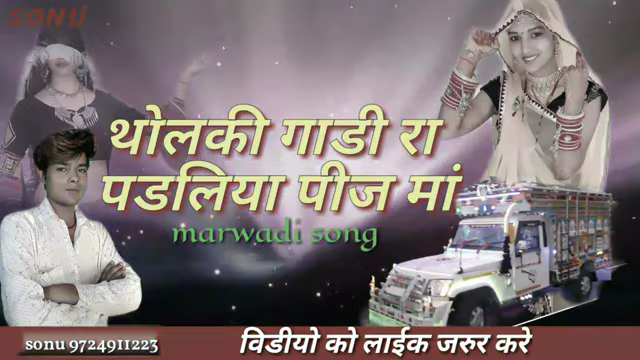 SONU
थोलकी गाडी रा
पडलिया पीज मां
marwadi song
sonu 9724911223
विडीयो को लाईक जरुर करे